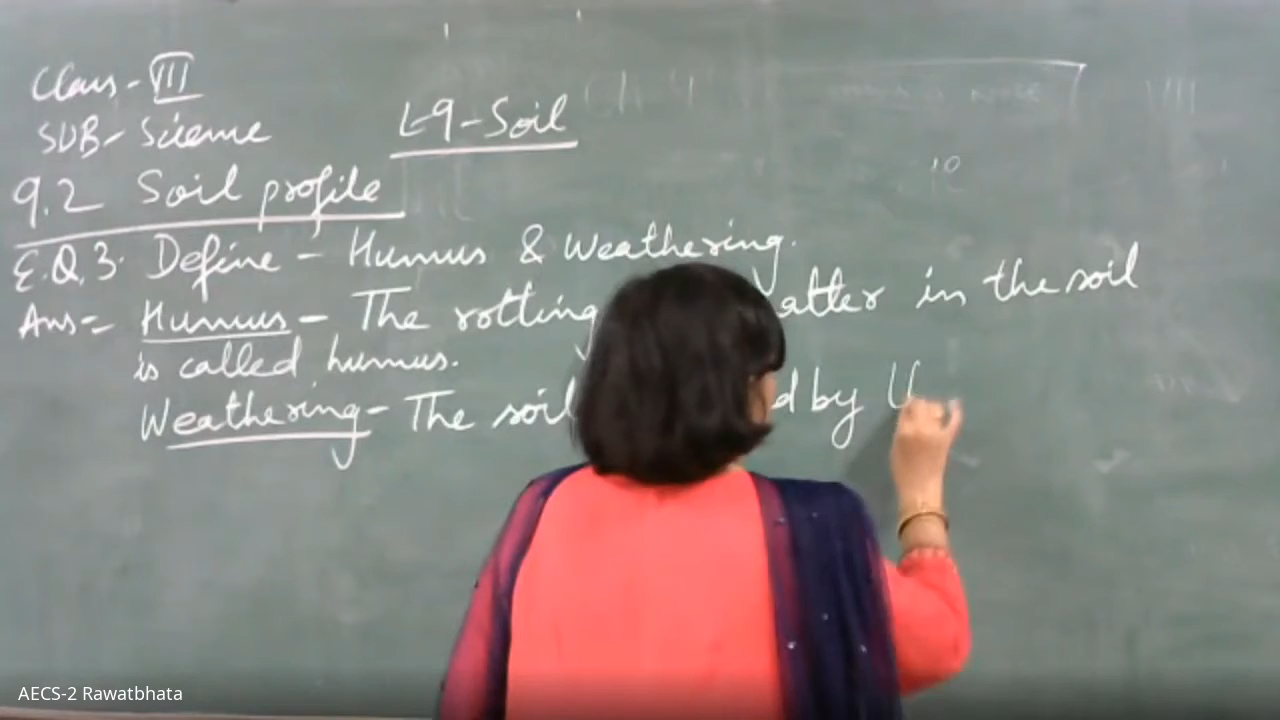 Class - VII
SUB - Science
L-9 - Soil
9.2 Soil profile
E.Q.3. Define - Humus & Weathering.
Ans = Humus - The rotting atter in the soil
is called humus.
Weathering - The soil d by
AECS-2 Rawatbhata